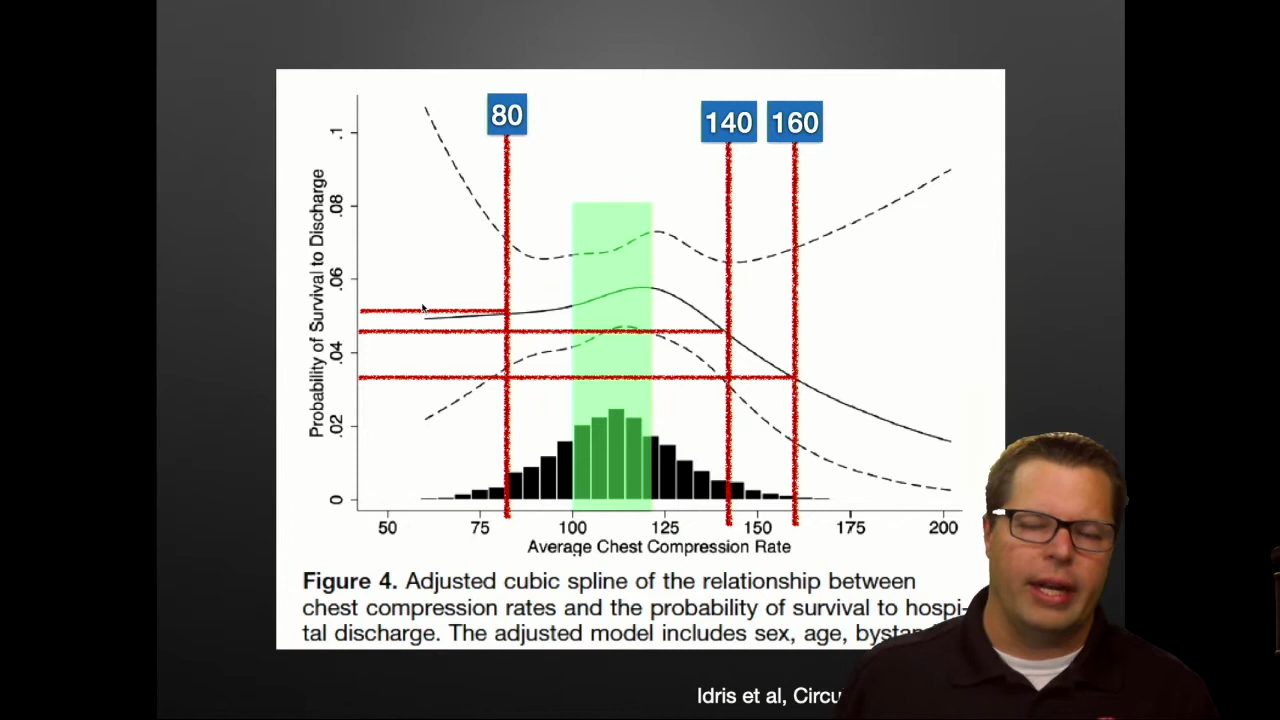 80
140
160
.1
.08
.06
.04
.02
0
Probability of Survival to Discharge
50 75 100 125 150 175 200
Average Chest Compression Rate
Figure 4. Adjusted cubic spline of the relationship between
chest compression rates and the probability of survival to hospi-
tal discharge. The adjusted model includes sex, age,
Idris et al,